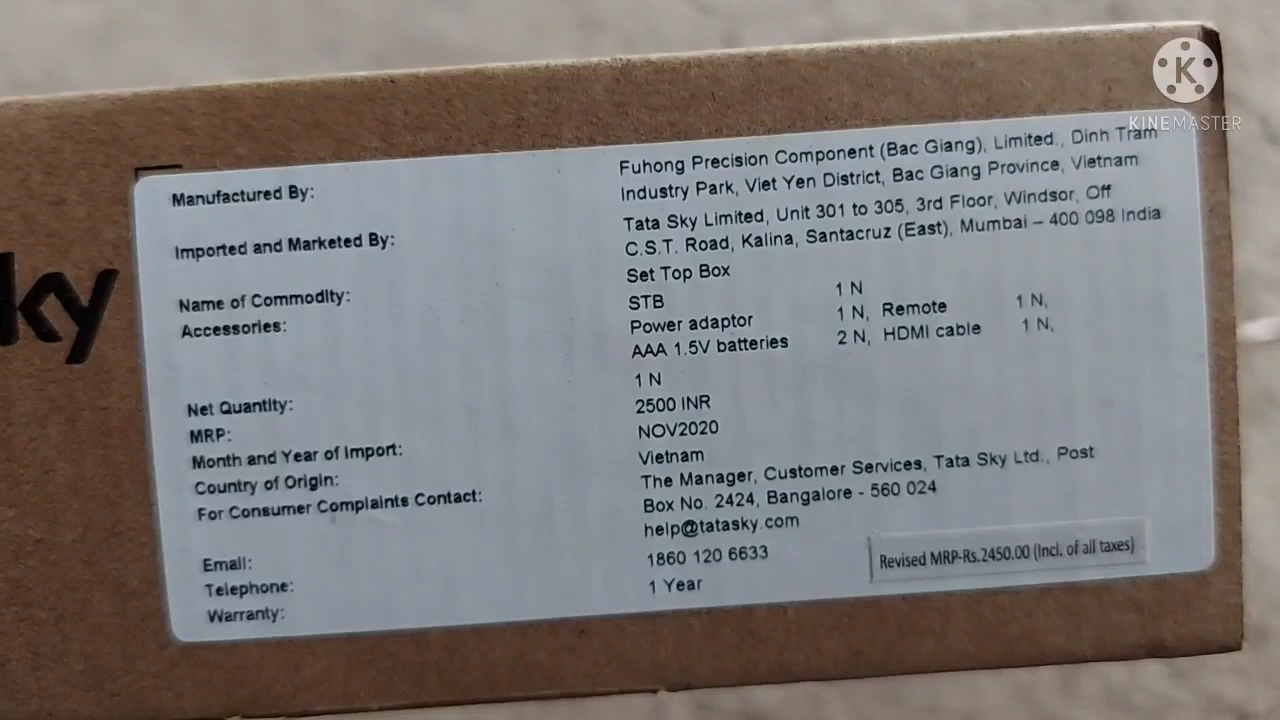 KINEMASTER
ky
Manufactured By: Fuhong Precision Component (Bac Giang), Limited., Dinh Tram
Industry Park, Viet Yen District, Bac Giang Province, Vietnam
Imported and Marketed By: Tata Sky Limited, Unit 301 to 305, 3rd Floor, Windsor, Off
C.S.T. Road, Kalina, Santacruz (East), Mumbai – 400 098 India
Name of Commodity: Set Top Box
Accessories: STB 1 N
Power adaptor 1 N, Remote 1 N,
AAA 1.5V batteries 2 N, HDMI cable 1 N,
Net Quantity: 1 N
MRP: 2500 INR
Month and Year of Import: NOV2020
Country of Origin: Vietnam
For Consumer Complaints Contact: The Manager, Customer Services, Tata Sky Ltd., Post
Box No. 2424, Bangalore - 560 024
Email: help@tatasky.com
Telephone: 1860 120 6633
Warranty: 1 Year
Revised MRP-Rs.2450.00 (Incl. of all taxes)